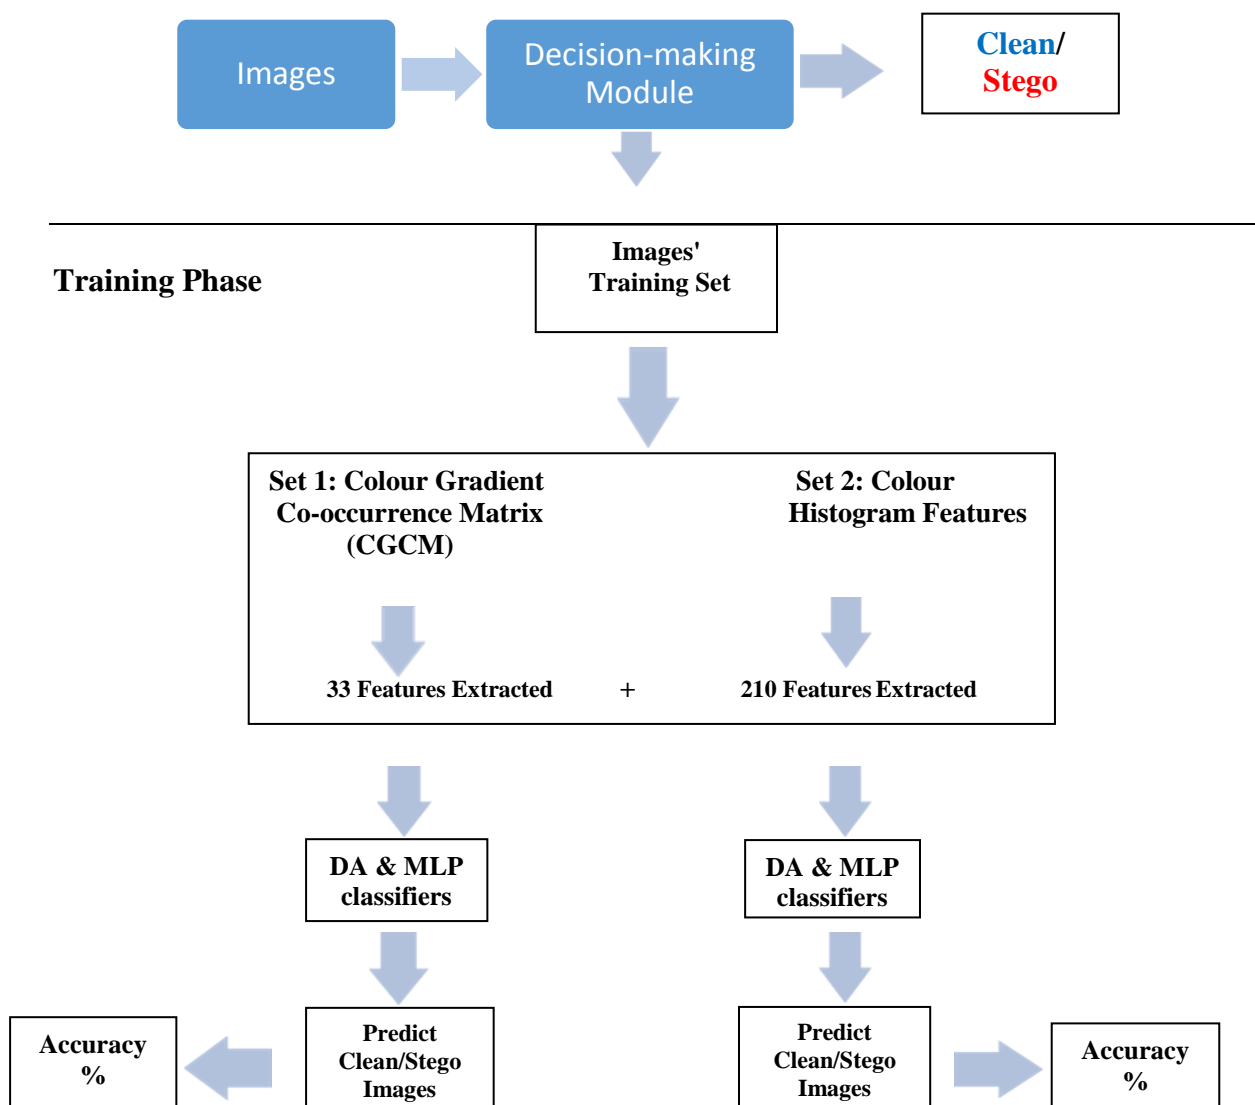 Images
Decision-making
Module
Clean/
Stego
Training Phase
Images'
Training Set
Set 1: Colour Gradient
Co-occurrence Matrix
(CGCM)
Set 2: Colour
Histogram Features
33 Features Extracted
+
210 Features Extracted
DA & MLP
classifiers
DA & MLP
classifiers
Accuracy
%
Predict
Clean/Stego
Images
Predict
Clean/Stego
Images
Accuracy
%